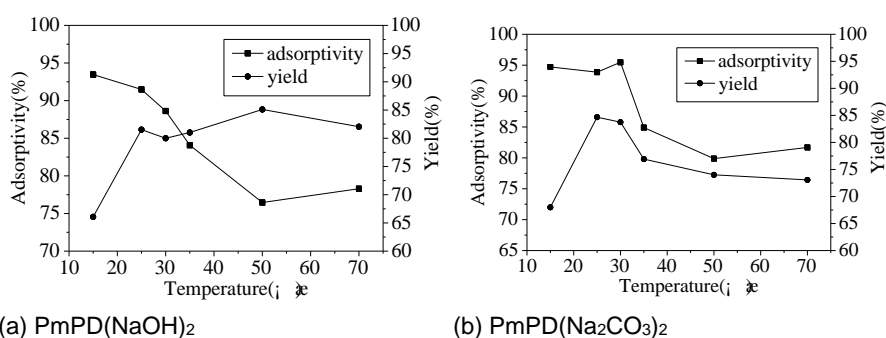 100
95
90
85
80
75
70
Adsorptivity(%)
100
95
90
85
80
75
70
65
60
Yield(%)
adsorptivity
yield
10 20 30 40 50 60 70
Temperature(¡ æ)
(a) PmPD(NaOH)₂
100
95
90
85
80
75
70
65
Adsorptivity(%)
100
95
90
85
80
75
70
65
60
Yield(%)
adsorptivity
yield
10 20 30 40 50 60 70
Temperature(¡ æ)
(b) PmPD(Na₂CO₃)₂